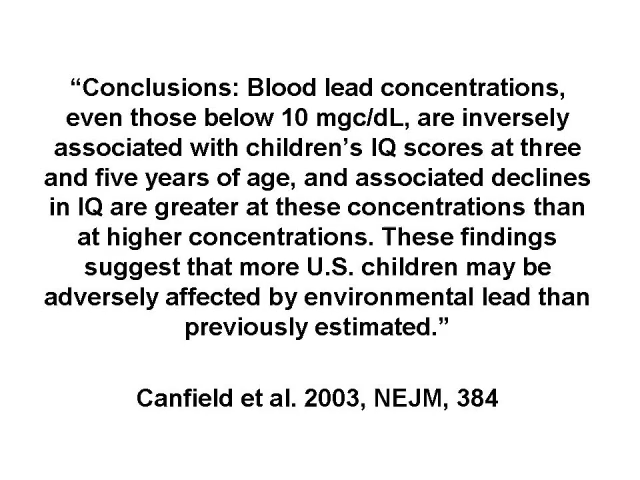 “Conclusions: Blood lead concentrations,
even those below 10 mgc/dL, are inversely
associated with children’s IQ scores at three
and five years of age, and associated declines
in IQ are greater at these concentrations than
at higher concentrations. These findings
suggest that more U.S. children may be
adversely affected by environmental lead than
previously estimated.”
Canfield et al. 2003, NEJM, 384